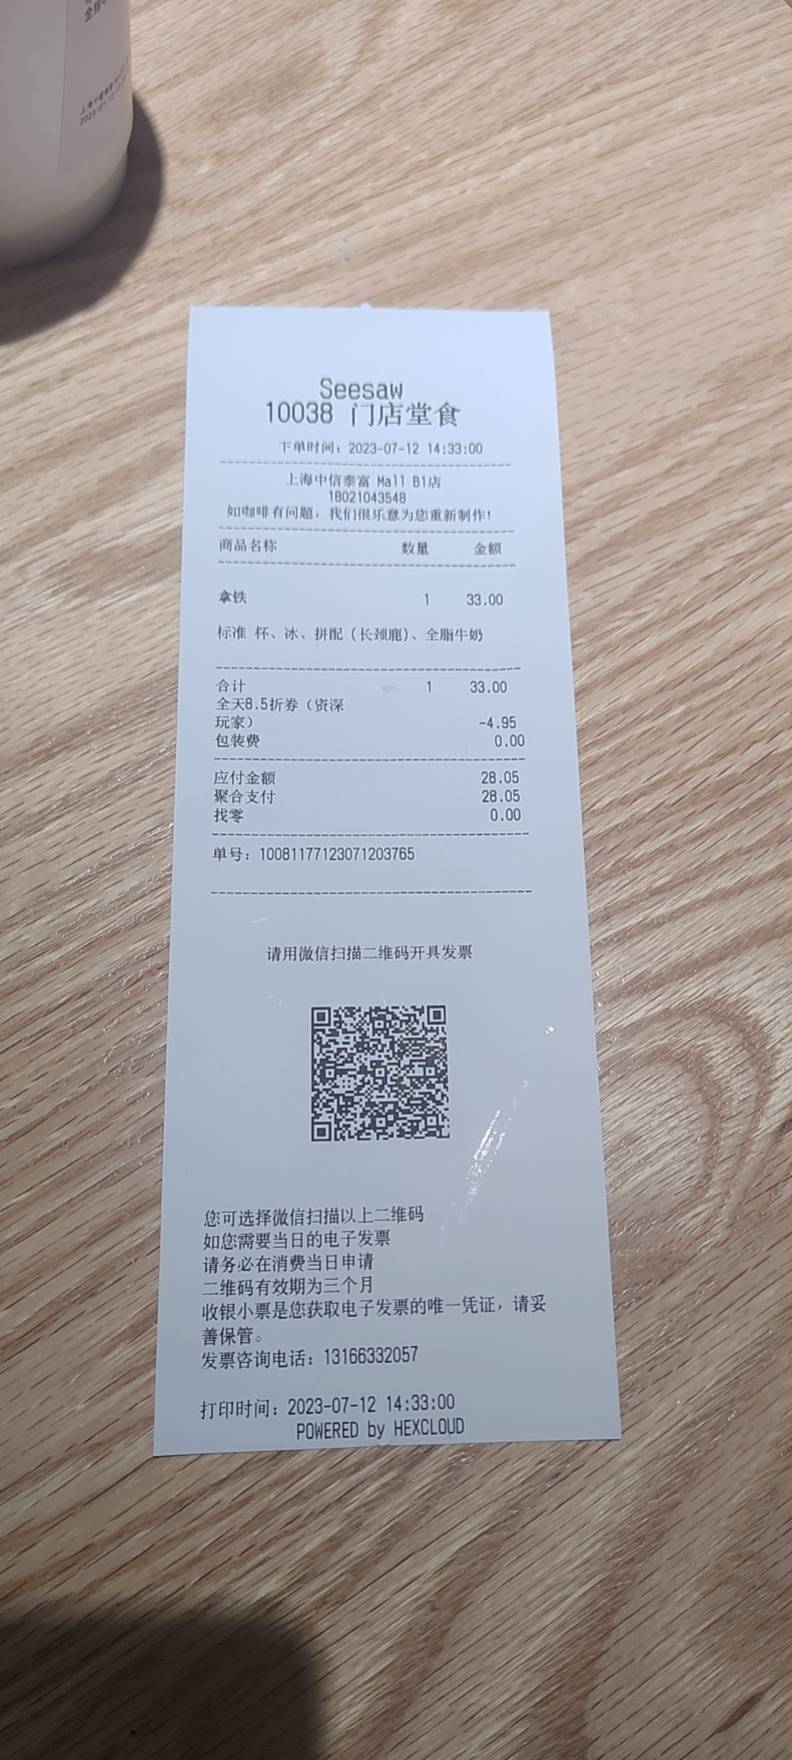 Seesaw
10038 门店堂食
下单时间：2023-07-12 14:33:00
上海中信泰富 Mall B1店
18021043548
如咖啡有问题，我们很乐意为您重新制作！
商品名称 数量 金额
拿铁 1 33.00
标准 杯、冰、拼配（长颈鹿）、全脂牛奶
合计 1 33.00
全天8.5折券（资深
玩家） -4.95
包装费 0.00
应付金额 28.05
聚合支付 28.05
找零 0.00
单号：10081177123071203765
请用微信扫描二维码开具发票
您可选择微信扫描以上二维码
如您需要当日的电子发票
请务必在消费当日申请
二维码有效期为三个月
收银小票是您获取电子发票的唯一凭证，请妥
善保管。
发票咨询电话：13166332057
打印时间：2023-07-12 14:33:00
POWERED by HEXCLOUD